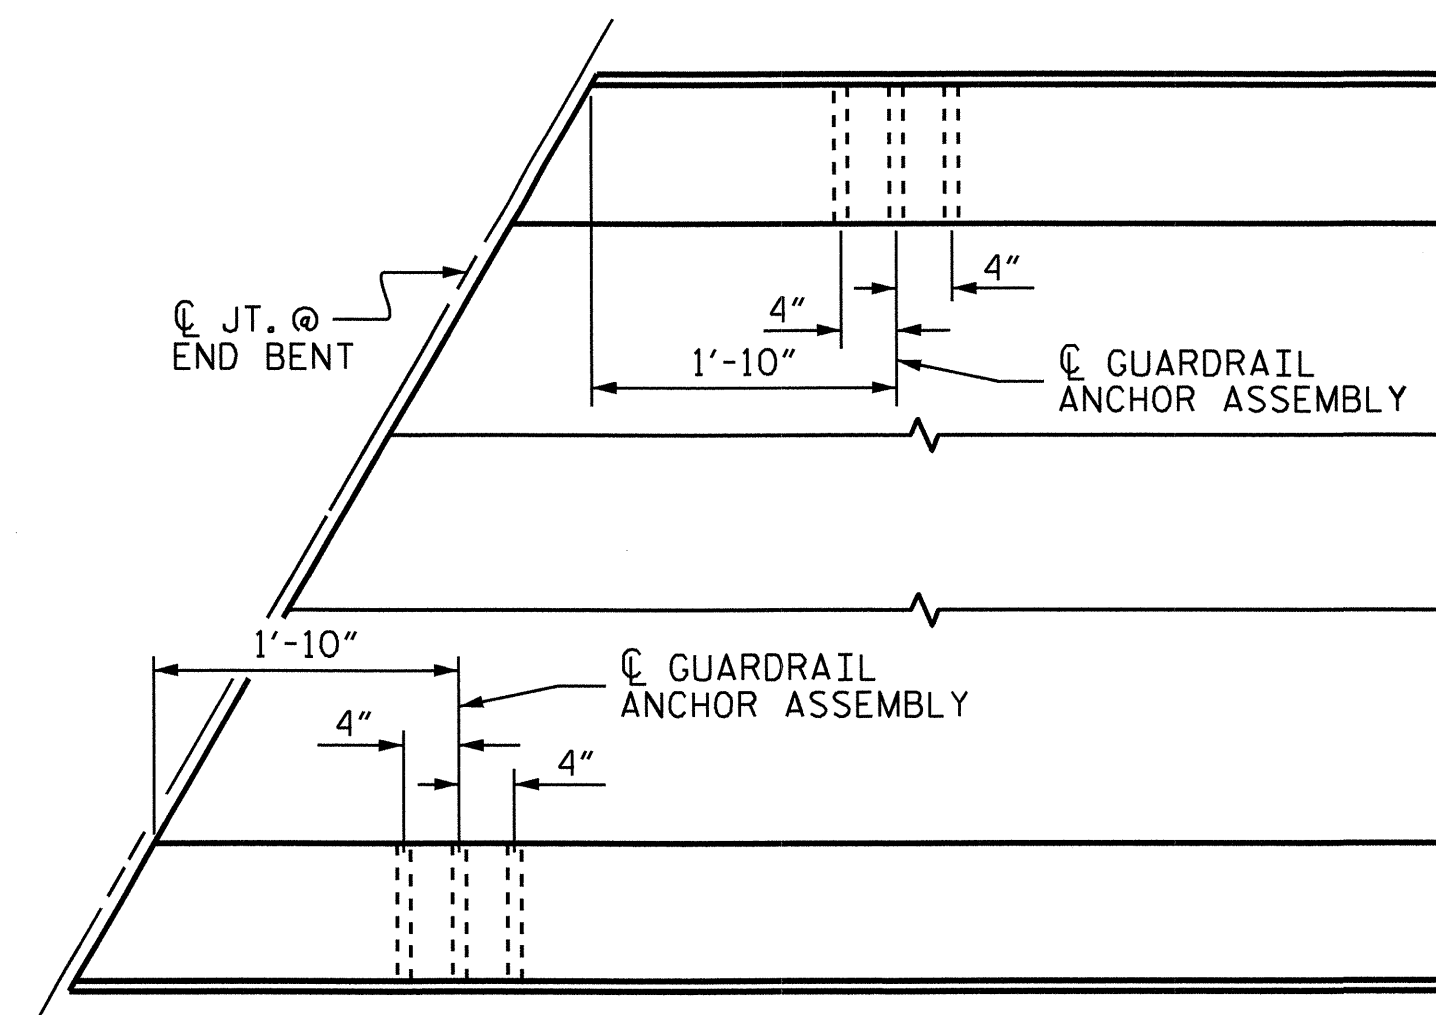 4"
4"
℄ JT. @
END BENT
1'-10"
℄ GUARDRAIL
ANCHOR ASSEMBLY
1'-10"
℄ GUARDRAIL
ANCHOR ASSEMBLY
4"
4"